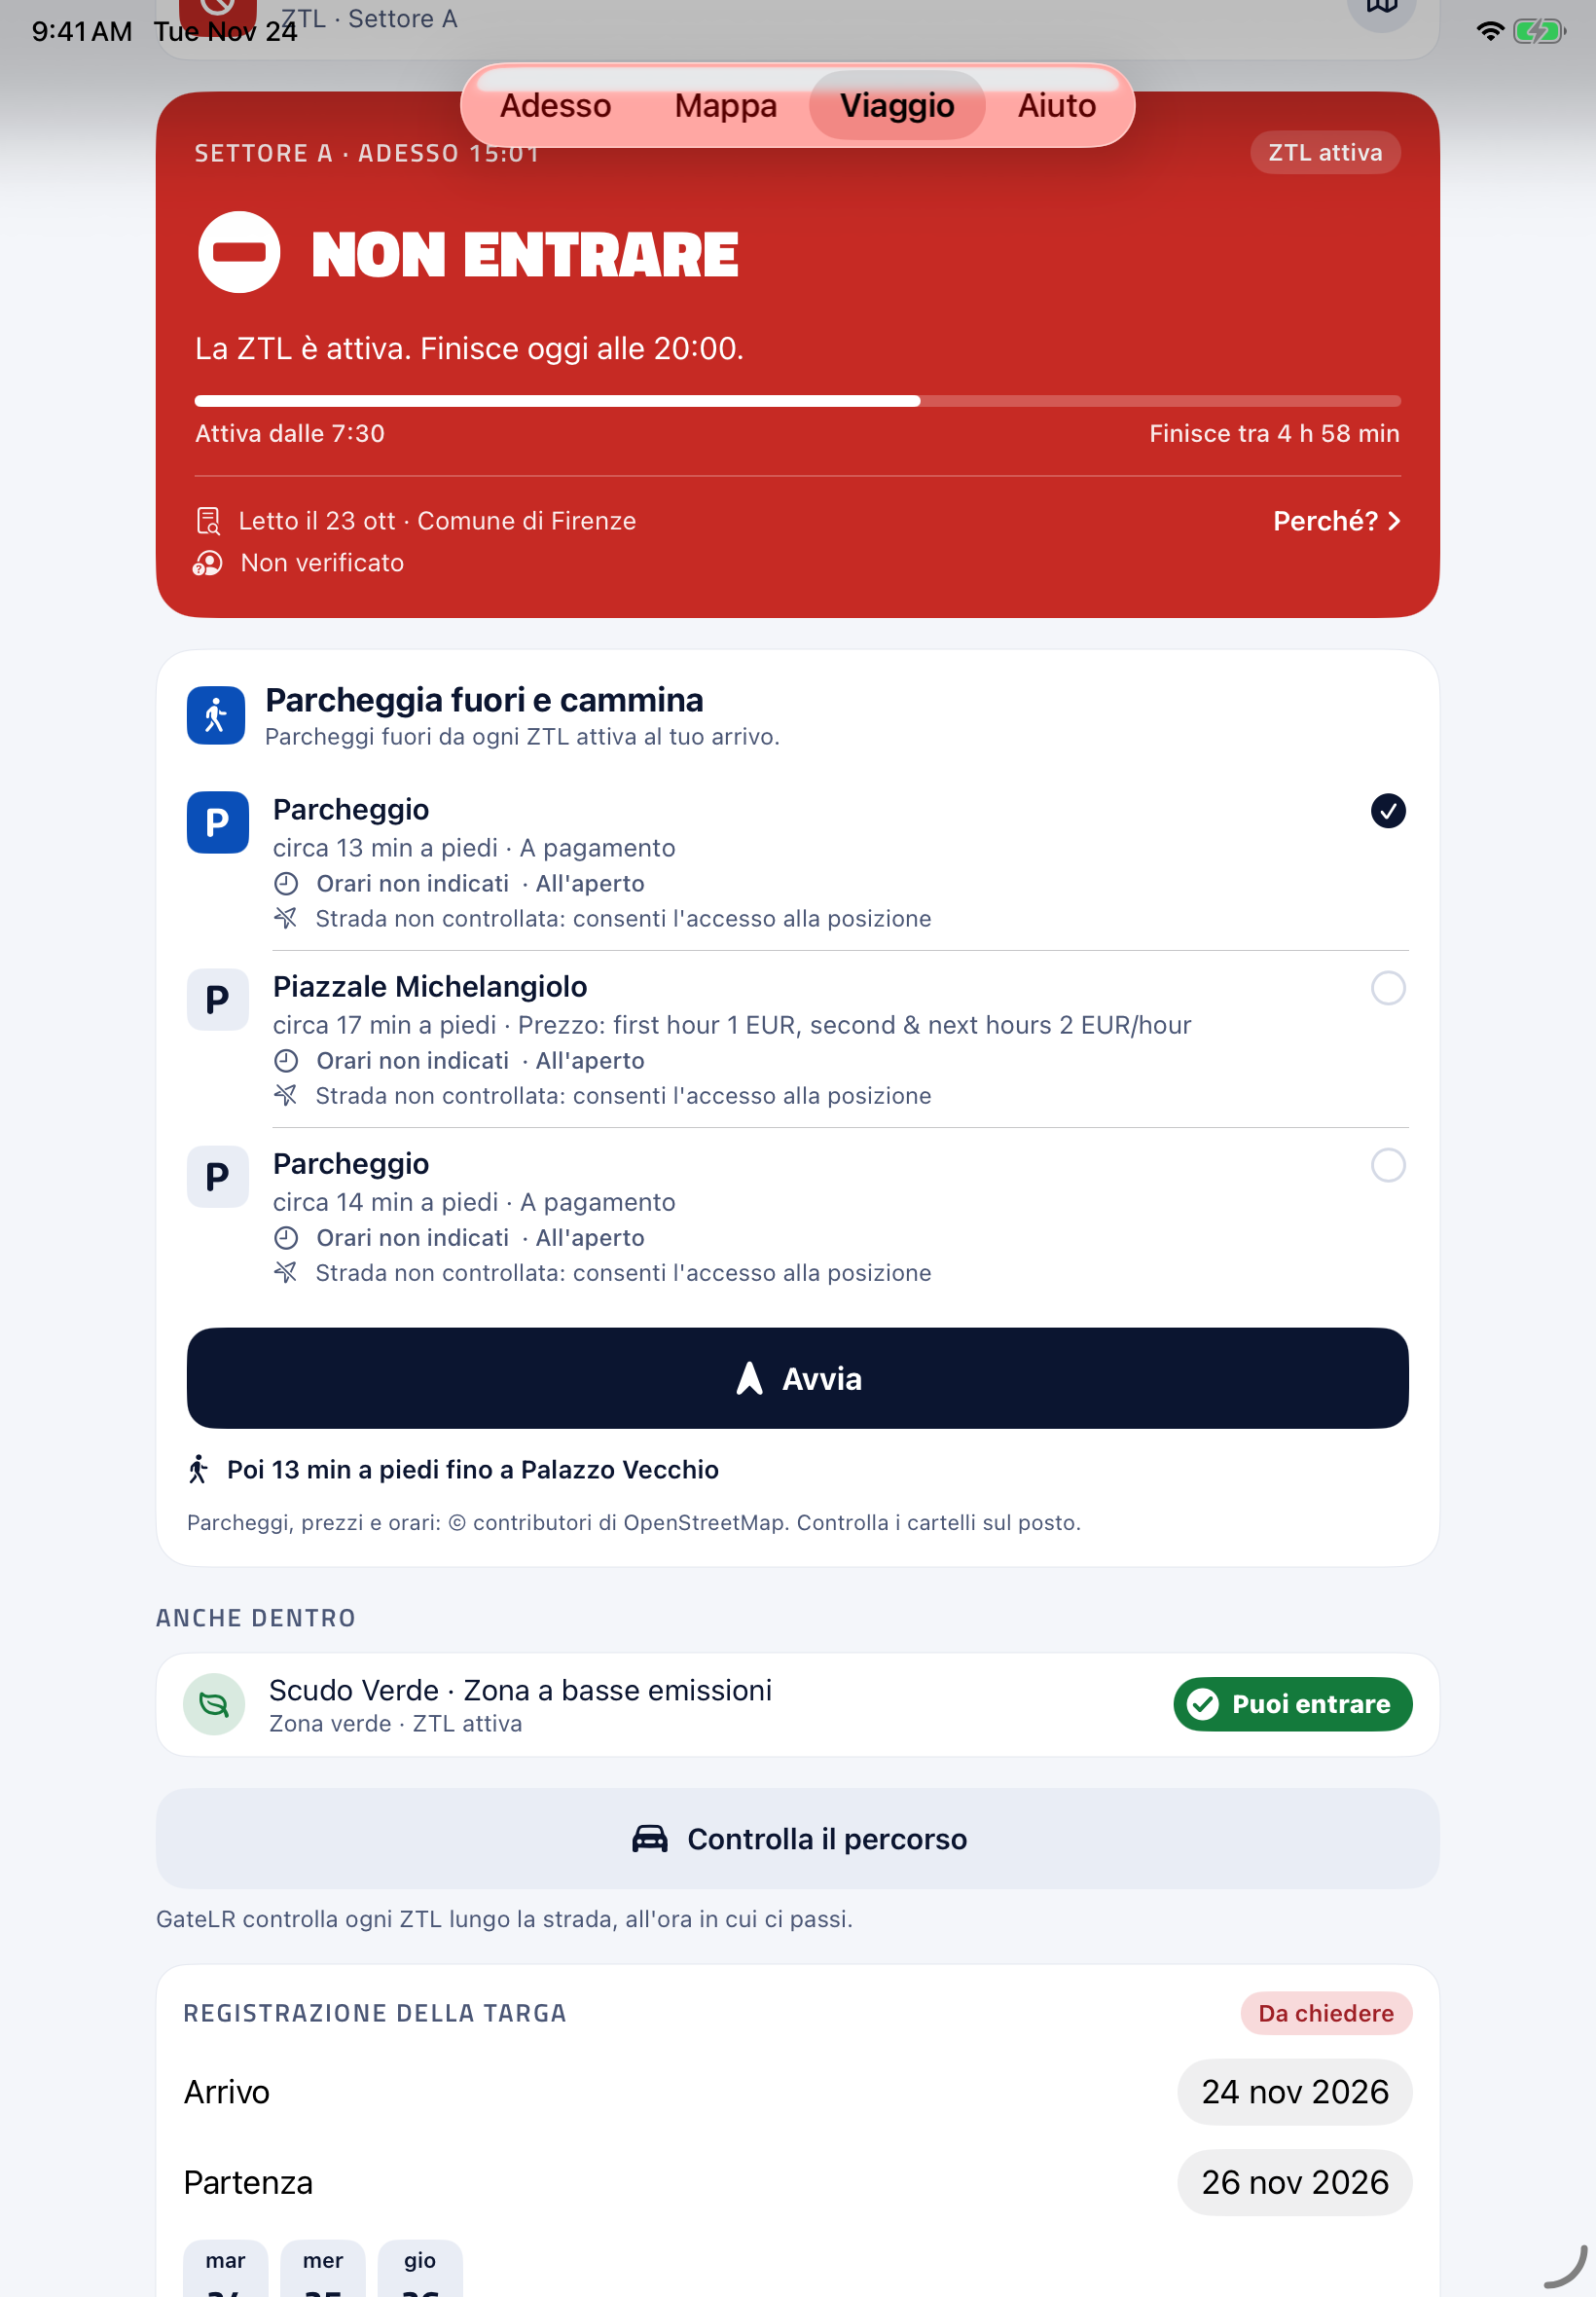 9:41 AM Tue Nov 24
ZTL · Settore A
Adesso Mappa Viaggio Aiuto
SETTORE A · ADESSO 15:01
ZTL attiva
NON ENTRARE
La ZTL è attiva. Finisce oggi alle 20:00.
Attiva dalle 7:30
Finisce tra 4 h 58 min
Letto il 23 ott · Comune di Firenze
Perché?
Non verificato
Parcheggia fuori e cammina
Parcheggi fuori da ogni ZTL attiva al tuo arrivo.
P
Parcheggio
circa 13 min a piedi · A pagamento
Orari non indicati · All'aperto
Strada non controllata: consenti l'accesso alla posizione
P
Piazzale Michelangiolo
circa 17 min a piedi · Prezzo: first hour 1 EUR, second & next hours 2 EUR/hour
Orari non indicati · All'aperto
Strada non controllata: consenti l'accesso alla posizione
P
Parcheggio
circa 14 min a piedi · A pagamento
Orari non indicati · All'aperto
Strada non controllata: consenti l'accesso alla posizione
Avvia
Poi 13 min a piedi fino a Palazzo Vecchio
Parcheggi, prezzi e orari: © contributori di OpenStreetMap. Controlla i cartelli sul posto.
ANCHE DENTRO
Scudo Verde · Zona a basse emissioni
Zona verde · ZTL attiva
Puoi entrare
Controlla il percorso
GateLR controlla ogni ZTL lungo la strada, all'ora in cui ci passi.
REGISTRAZIONE DELLA TARGA
Da chiedere
Arrivo
24 nov 2026
Partenza
26 nov 2026
mar mer gio